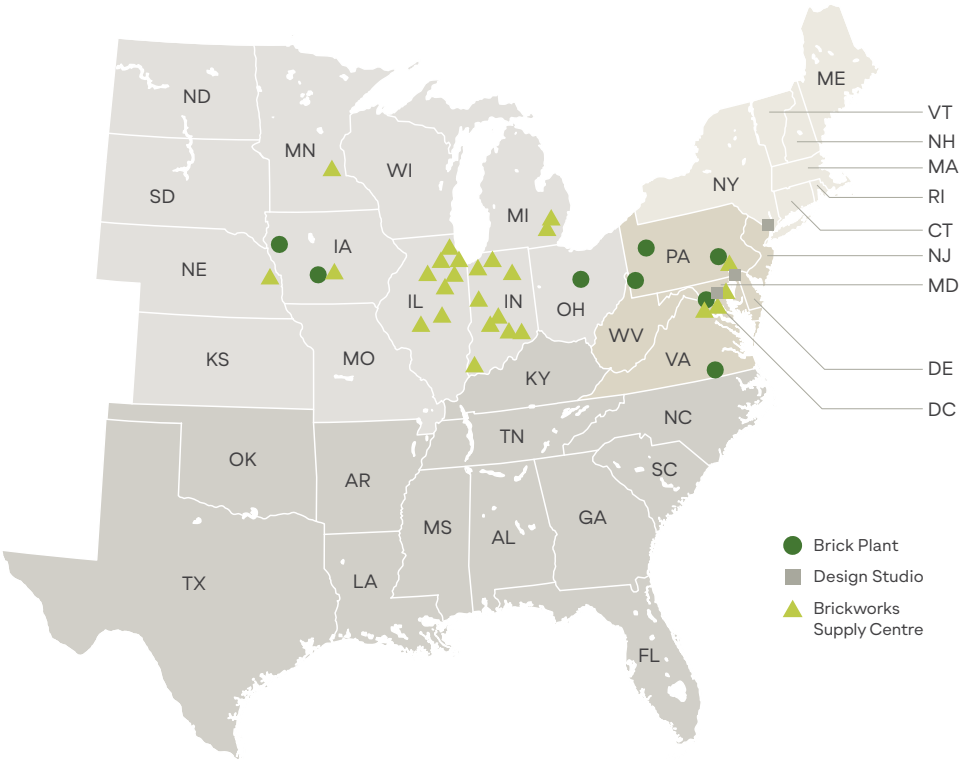 ME
ND
VT
NH
MN
MA
WI
NY
SD
RI
MI
CT
IA
PA
NJ
NE
MD
IL
IN
OH
WV
KS
MO
VA
DE
KY
DC
NC
TN
OK
SC
AR
GA
MS
AL
Brick Plant
TX
LA
Design Studio
Brickworks
Supply Centre
FL